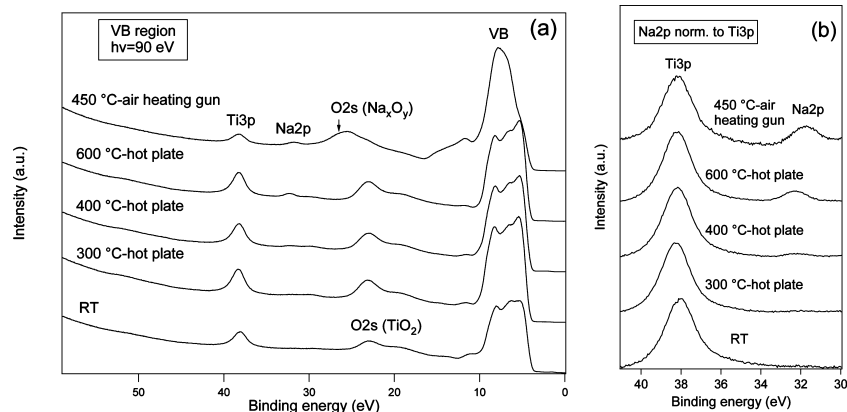 VB region
hν=90 eV
(a)
VB
450 °C-air heating gun
Ti3p
Na2p
O2s (NaxOy)
600 °C-hot plate
400 °C-hot plate
300 °C-hot plate
RT
O2s (TiO2)
Intensity (a.u.)
50 40 30 20 10 0
Binding energy (eV)
Na2p norm. to Ti3p
(b)
Ti3p
450 °C-air
heating gun
Na2p
600 °C-hot plate
400 °C-hot plate
300 °C-hot plate
RT
Intensity (a.u.)
40 38 36 34 32 30
Binding energy (eV)